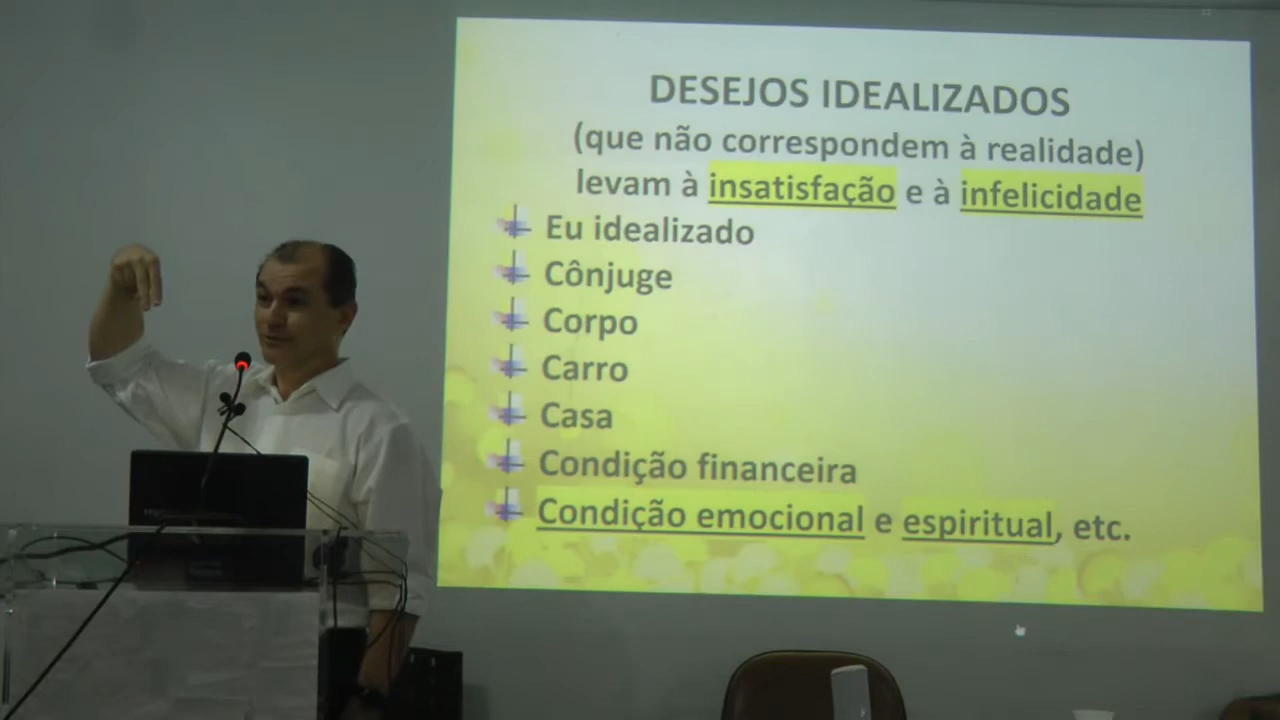 DESEJOS IDEALIZADOS
(que não correspondem à realidade)
levam à insatisfação e à infelicidade
Eu idealizado
Cônjuge
Corpo
Carro
Casa
Condição financeira
Condição emocional e espiritual, etc.